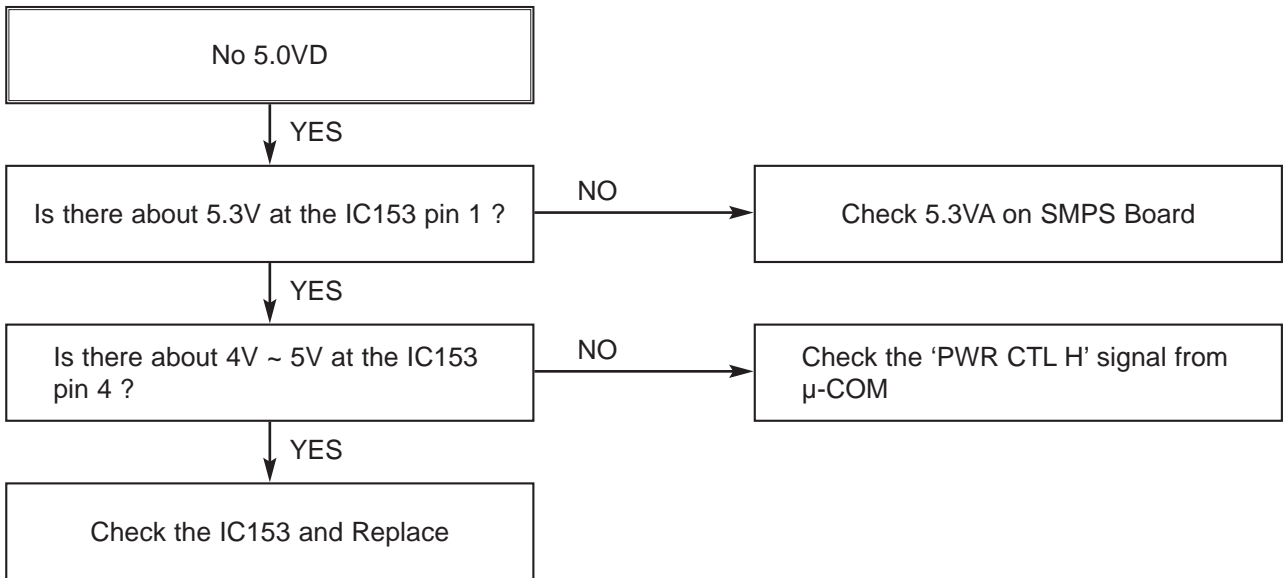 No 5.0VD
YES
Is there about 5.3V at the IC153 pin 1 ?
NO
Check 5.3VA on SMPS Board
YES
Is there about 4V ~ 5V at the IC153
pin 4 ?
NO
Check the ‘PWR CTL H’ signal from
µ-COM
YES
Check the IC153 and Replace